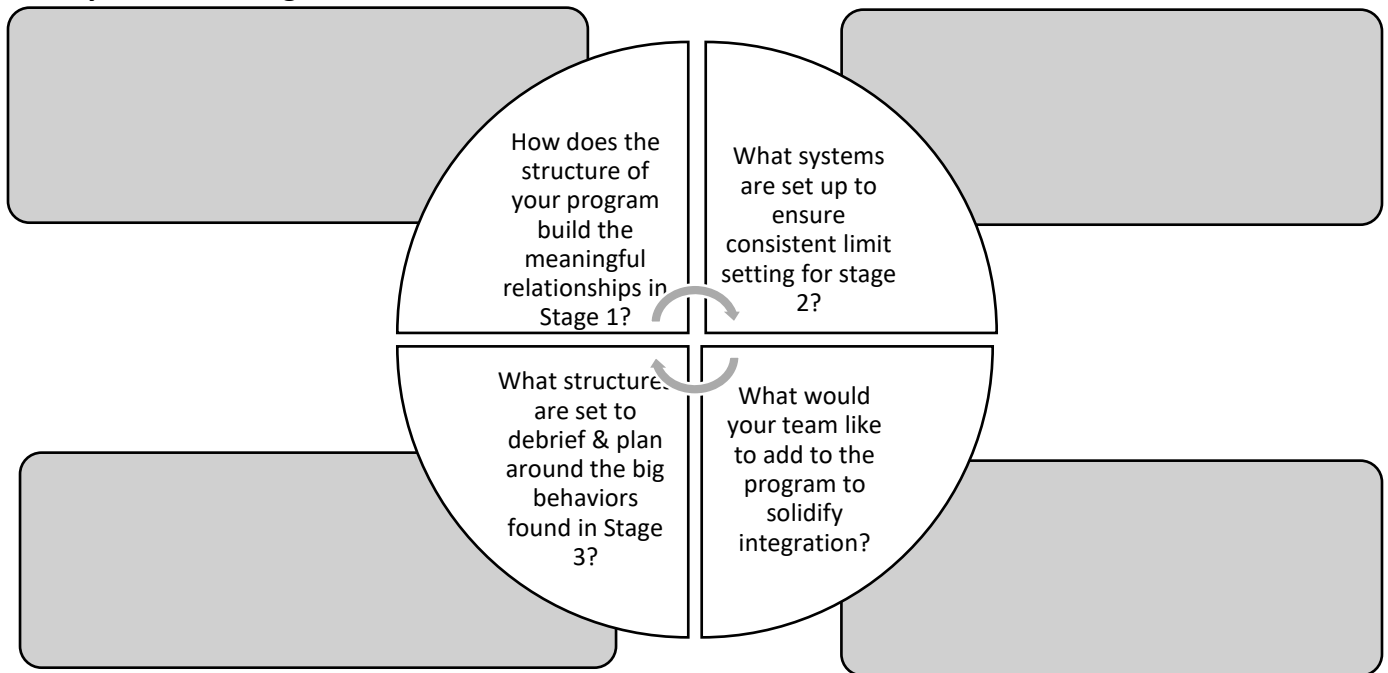 How does the
structure of
your program
build the
meaningful
relationships in
Stage 1?
What systems
are set up to
ensure
consistent limit
setting for stage
2?
What structures
are set to
debrief & plan
around the big
behaviors
found in Stage
3?
What would
your team like
to add to the
program to
solidify
integration?